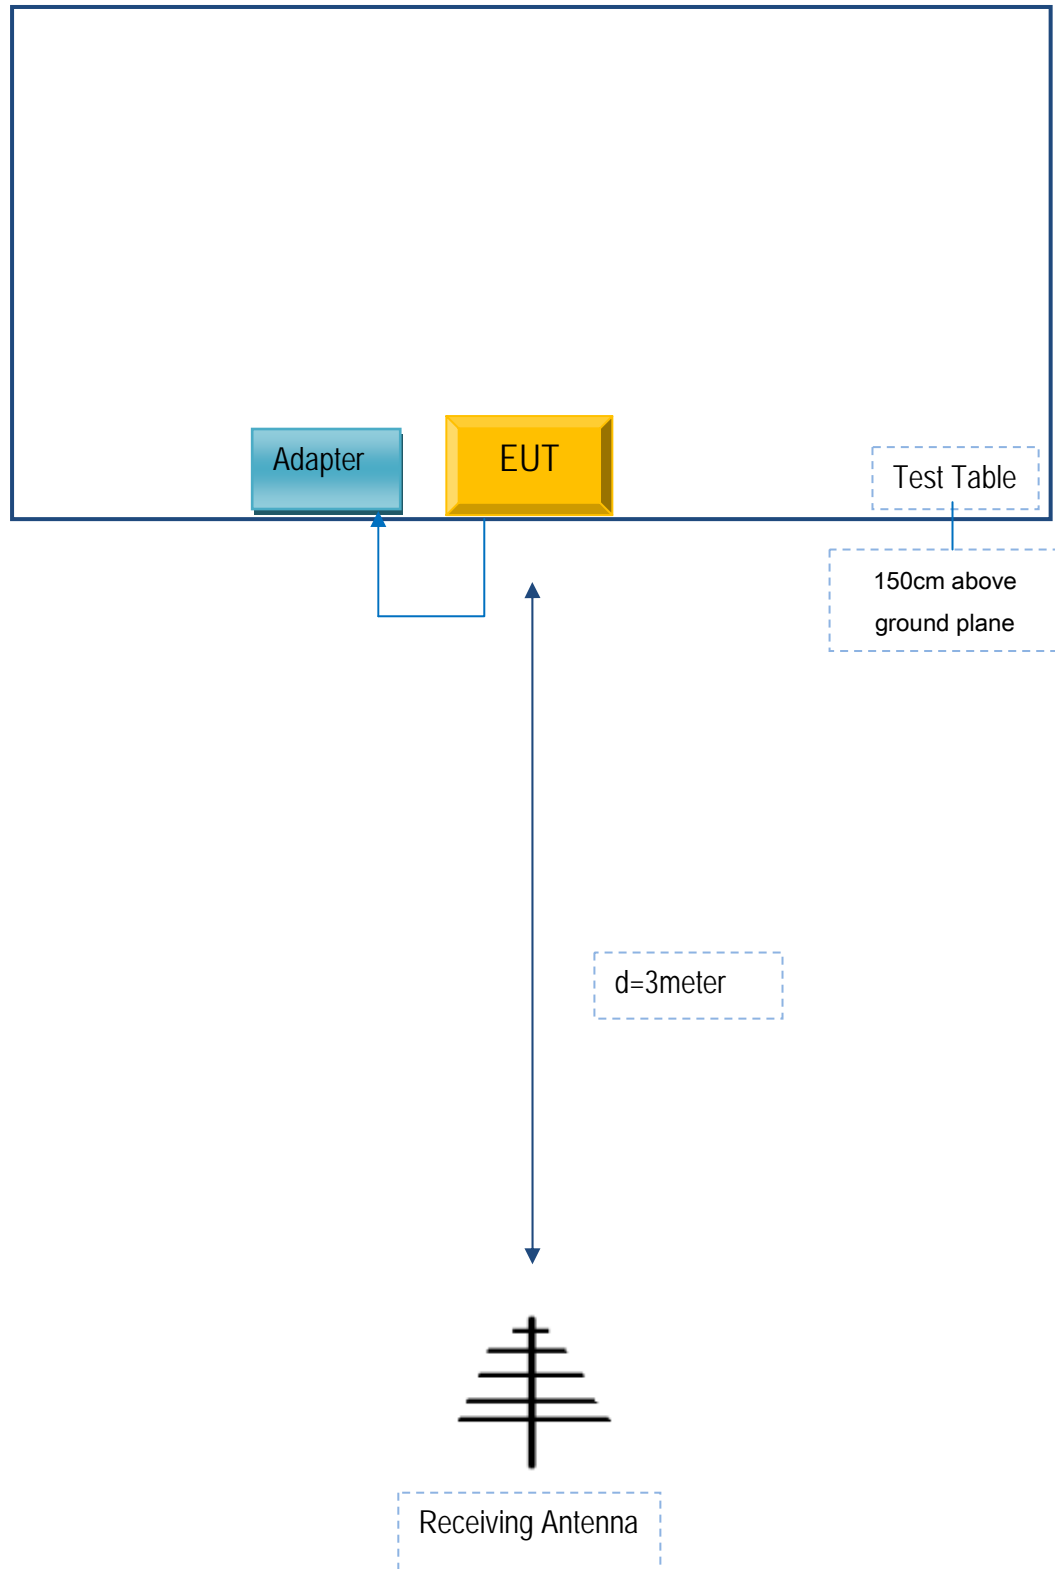 Adapter
EUT
Test Table
150cm above
ground plane
d=3meter
Receiving Antenna